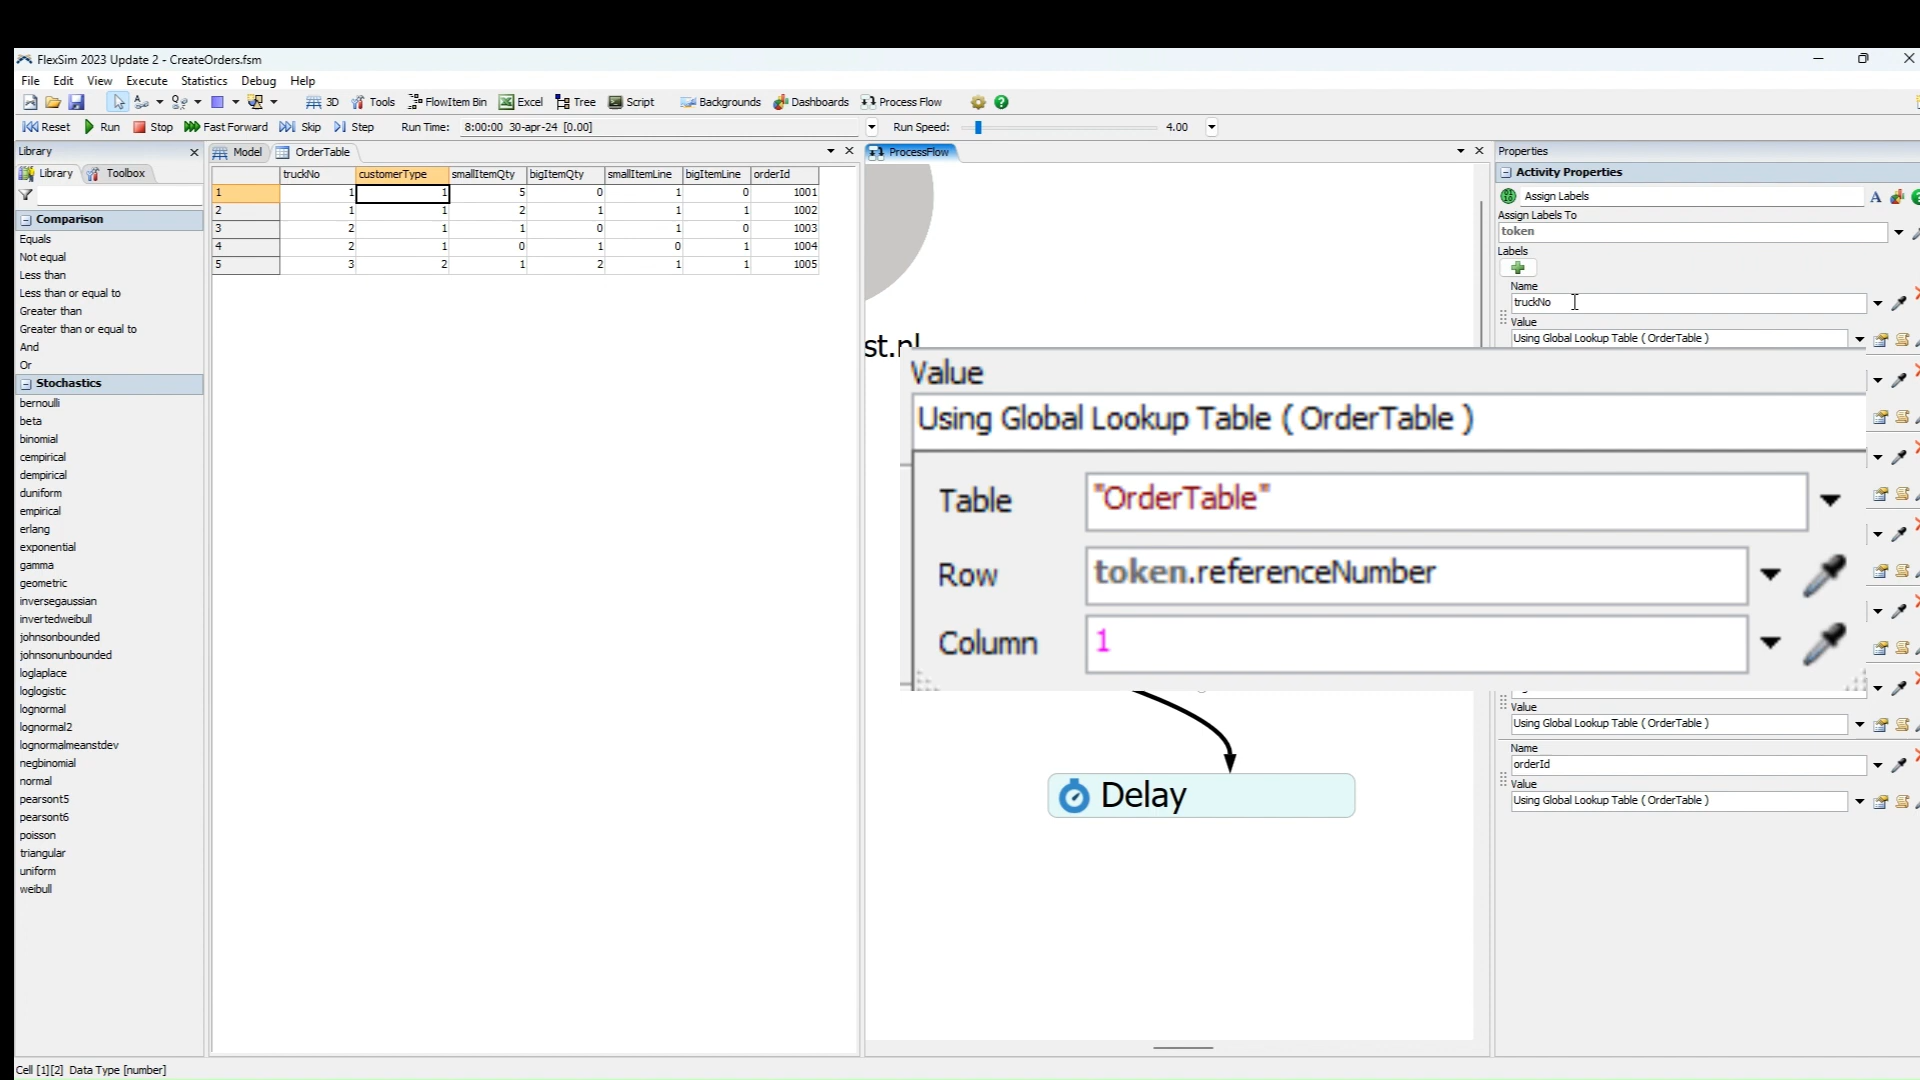 FlexSim 2023 Update 2 - CreateOrders.fsm
File Edit View Execute Statistics Debug Help
3D Tools FlowItem Bin Excel Tree Script Backgrounds Dashboards Process Flow
Reset Run Stop Fast Forward Skip Step Run Time: 8:00:00 30-apr-24 [0.00] Run Speed: 4.00
Library
Library Toolbox
Comparison
Equals
Not equal
Less than
Less than or equal to
Greater than
Greater than or equal to
And
Or
Stochastics
bernoulli
beta
binomial
cempirical
dempirical
duniform
empirical
erlang
exponential
gamma
geometric
inversegaussian
invertedweibull
johnsonbounded
johnsonunbounded
loglaplace
loglogistic
lognormal
lognormal2
lognormalmeanstdev
negbinomial
normal
pearsont5
pearsont6
poisson
triangular
uniform
weibull
Model OrderTable
truckNo customerType smallItemQty bigItemQty smallItemLine bigItemLine orderId
1 1 1 5 0 1 0 1001
2 1 1 2 1 1 1 1002
3 2 1 1 0 1 0 1003
4 2 1 0 1 0 1 1004
5 3 2 1 2 1 1 1005
ProcessFlow
st.nl
Value
Using Global Lookup Table ( OrderTable )
Table "OrderTable"
Row token.referenceNumber
Column 1
Delay
Properties
Activity Properties
Assign Labels
Assign Labels To
token
Labels
Name
truckNo
Value
Using Global Lookup Table ( OrderTable )
Value
Using Global Lookup Table ( OrderTable )
Name
orderId
Value
Using Global Lookup Table ( OrderTable )
Cell [1][2] Data Type [number]